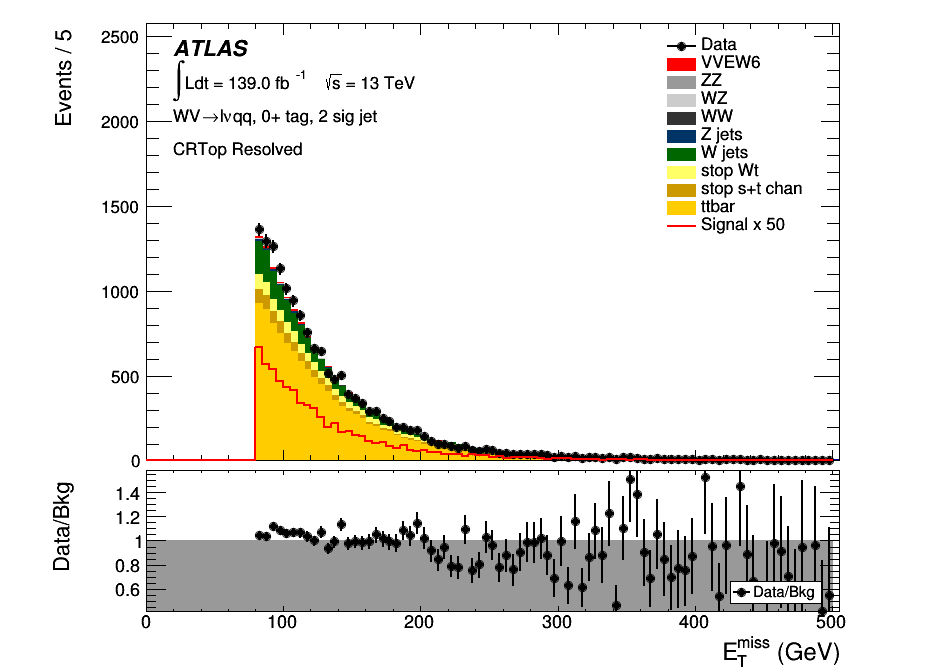 Events / 5
2500
2000
1500
1000
500
0
ATLAS
∫Ldt = 139.0 fb⁻¹ √s = 13 TeV
WV→lνqq, 0+ tag, 2 sig jet
CRTop Resolved
Data
VVEW6
ZZ
WZ
WW
Z jets
W jets
stop Wt
stop s+t chan
ttbar
Signal x 50
Data/Bkg
1.4
1.2
1
0.8
0.6
Data/Bkg
0 100 200 300 400 500
E_T^miss (GeV)